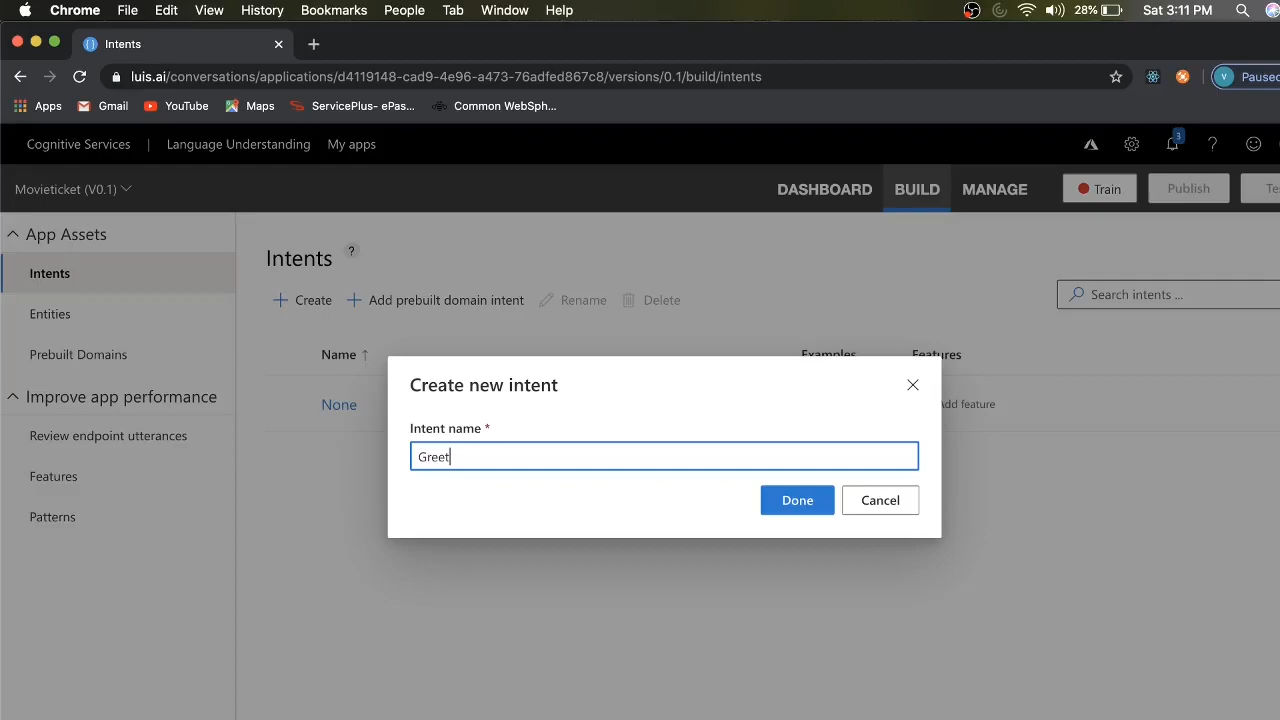 Chrome File Edit View History Bookmarks People Tab Window Help 28% Sat 3:11 PM
Intents
luis.ai/conversations/applications/d4119148-cad9-4e96-a473-76adfed867c8/versions/0.1/build/intents V Paused
Apps Gmail YouTube Maps ServicePlus- ePas... Common WebSph...
Cognitive Services | Language Understanding My apps 3 ?
Movieticket (V0.1) DASHBOARD BUILD MANAGE Train Publish Te
App Assets
Intents
Entities
Prebuilt Domains
Improve app performance
Review endpoint utterances
Features
Patterns
Intents ?
+ Create + Add prebuilt domain intent Rename Delete
Search intents ...
Name ↑ Examples Features
None Add feature
Create new intent
Intent name *
Greet
Done Cancel